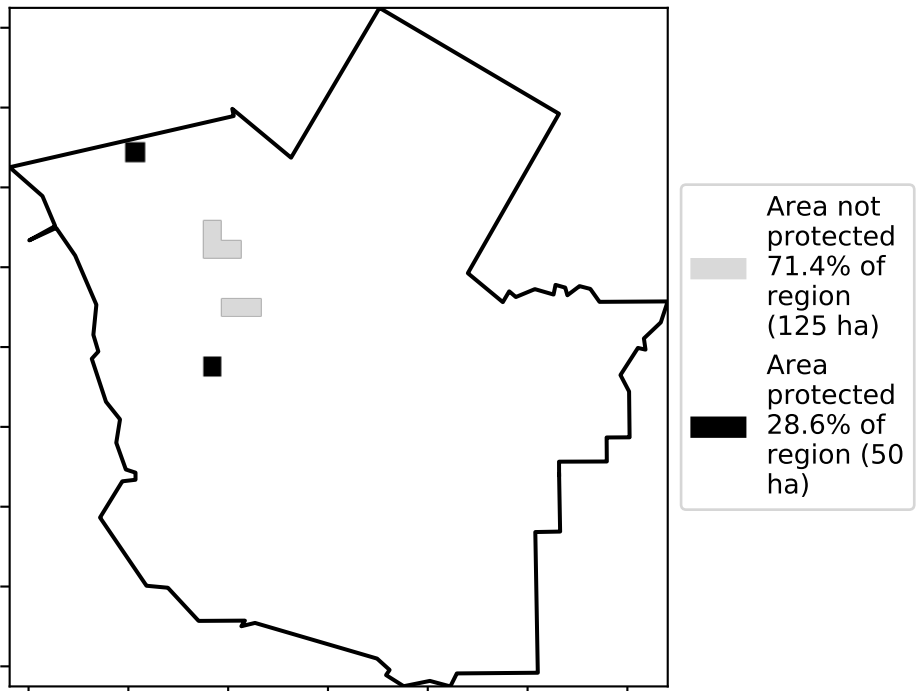 Area not
protected
71.4% of
region
(125 ha)
Area
protected
28.6% of
region (50
ha)